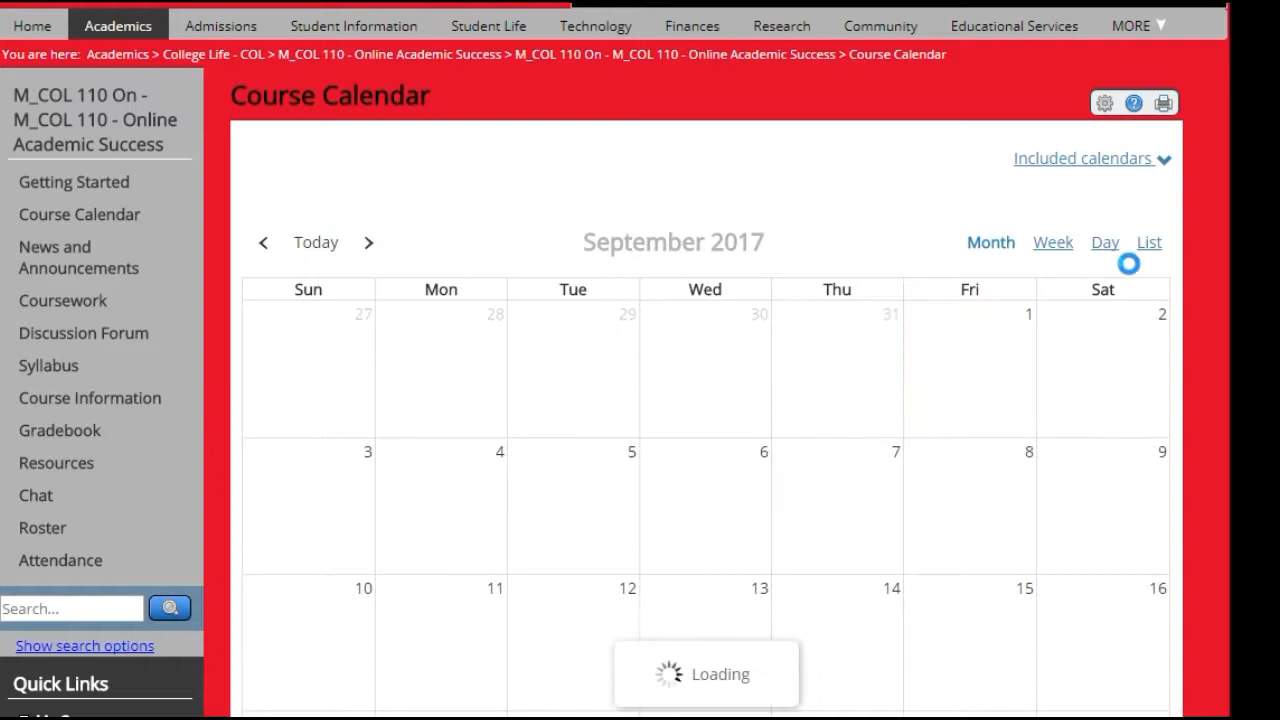 Home Academics Admissions Student Information Student Life Technology Finances Research Community Educational Services MORE
You are here: Academics > College Life - COL > M_COL 110 - Online Academic Success > M_COL 110 On - M_COL 110 - Online Academic Success > Course Calendar
M_COL 110 On -
M_COL 110 - Online
Academic Success
Getting Started
Course Calendar
News and
Announcements
Coursework
Discussion Forum
Syllabus
Course Information
Gradebook
Resources
Chat
Roster
Attendance
Search...
Show search options
Quick Links
Course Calendar
Included calendars
< Today > September 2017 Month Week Day List
Sun Mon Tue Wed Thu Fri Sat
27 28 29 30 31 1 2
3 4 5 6 7 8 9
10 11 12 13 14 15 16
Loading